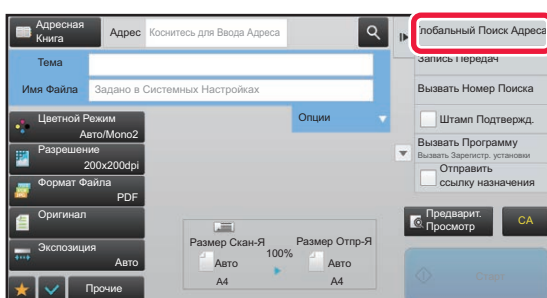 Адресная
Книга
Адрес
Коснитесь для Ввода Адреса
Глобальный Поиск Адреса
Тема
Запись Передач
Имя Файла
Задано в Системных Настройках
Вызвать Номер Поиска
Опции
Цветной Режим
Авто/Mono2
Штамп Подтвержд.
Разрешение
200x200dpi
Вызвать Программу
Вызвать Зарегистр. установки
Формат Файла
PDF
Отправить
ссылку назначения
Оригинал
Предварит.
Просмотр
CA
Экспозиция
Авто
Размер Скан-Я
100%
Размер Отпр-Я
Авто
Авто
A4
A4
Прочие
Старт